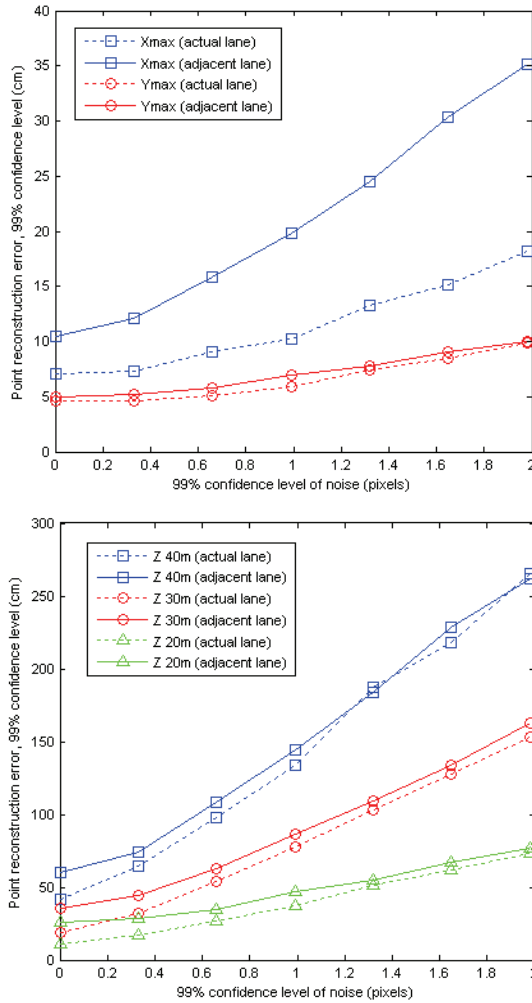 40
35
30
25
20
15
10
5
0
Point reconstruction error, 99% confidence level (cm)
Xmax (actual lane)
Xmax (adjacent lane)
Ymax (actual lane)
Ymax (adjacent lane)
0 0.2 0.4 0.6 0.8 1 1.2 1.4 1.6 1.8 2
99% confidence level of noise (pixels)
300
250
200
150
100
50
0
Point reconstruction error, 99% confidence level (cm)
Z 40m (actual lane)
Z 40m (adjacent lane)
Z 30m (actual lane)
Z 30m (adjacent lane)
Z 20m (actual lane)
Z 20m (adjacent lane)
0 0.2 0.4 0.6 0.8 1 1.2 1.4 1.6 1.8
99% confidence level of noise (pixels)